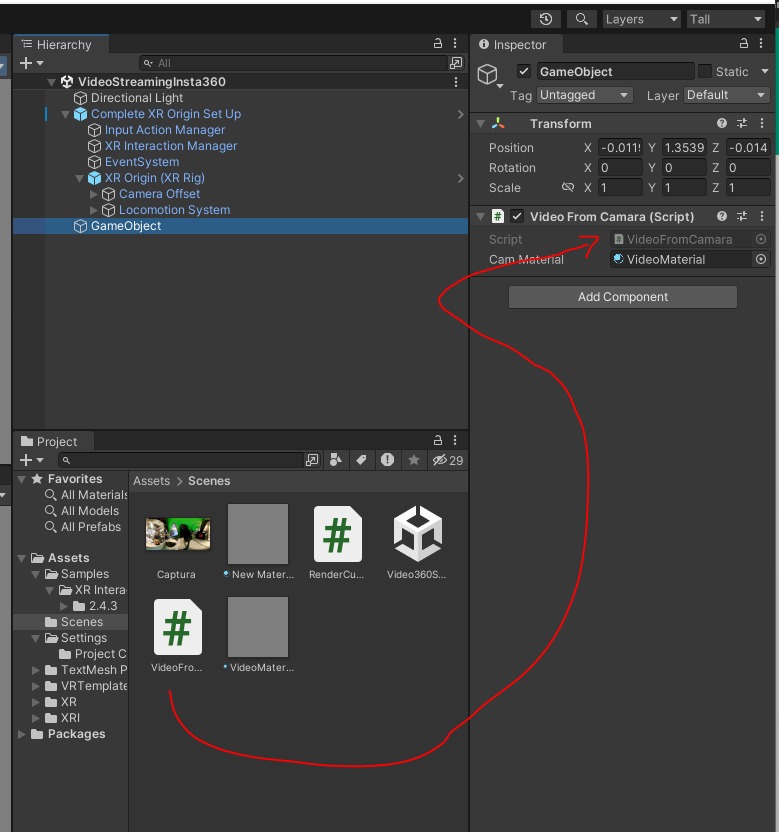 Layers
Tall
Hierarchy
All
VideoStreamingInsta360
Directional Light
Complete XR Origin Set Up
Input Action Manager
XR Interaction Manager
EventSystem
XR Origin (XR Rig)
Camera Offset
Locomotion System
GameObject
Inspector
GameObject
Static
Tag Untagged Layer Default
Transform
Position X -0.011! Y 1.3539 Z -0.014
Rotation X 0 Y 0 Z 0
Scale X 1 Y 1 Z 1
# Video From Camara (Script)
Script # VideoFromCamara
Cam Material VideoMaterial
Add Component
Project
29
Favorites
All Materials
All Models
All Prefabs
Assets
Samples
XR Intera
2.4.3
Scenes
Settings
Project C
TextMesh P
VRTemplate
XR
XRI
Packages
Assets > Scenes
Captura
New Mater...
#
RenderCu...
Video360S...
#
VideoFro...
VideoMater...